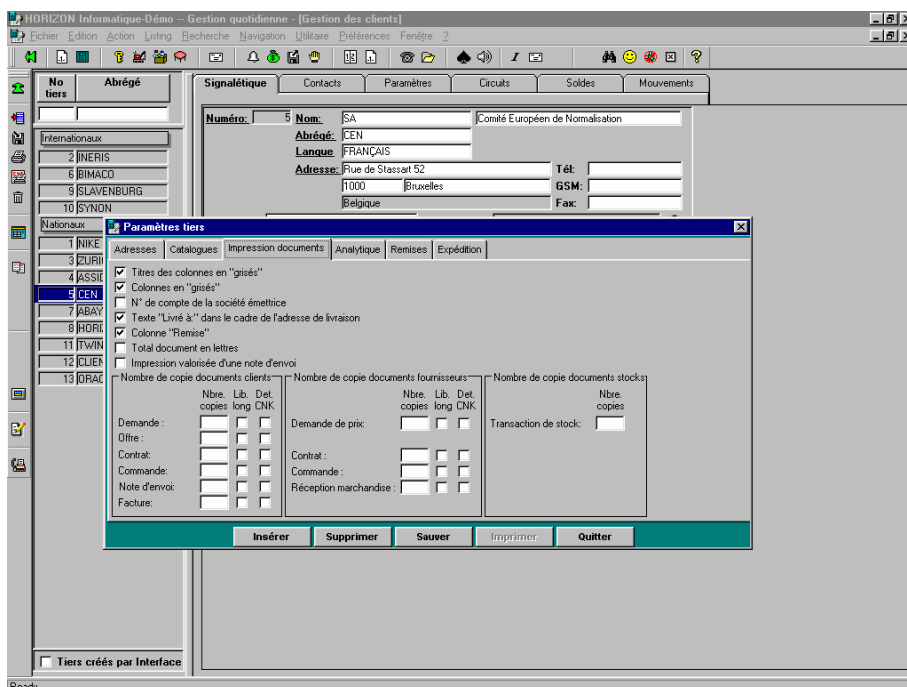 HORIZON Informatique-Démo -- Gestion quotidienne - [Gestion des clients]
Fichier Edition Action Listing Recherche Navigation Utilitaire Préférences Fenêtre ?
No tiers Abrégé
Signalétique Contacts Paramètres Circuits Soldes Mouvements
Numéro: 5 Nom: SA Comité Européen de Normalisation
Abrégé: CEN
Langue FRANÇAIS
Adresse: Rue de Stassart 52 Tél:
1000 Bruxelles GSM:
Belgique Fax:
Internationaux
2 INERIS
6 BIMACO
9 SLAVENBURG
10 SYNON
Nationaux
1 NIKE
3 ZURI
4 ASSI
5 CEN
7 ABAY
8 HORI
11 TWIN
12 CLIEN
13 ORAC
Tiers créés par Interface
Paramètres tiers
Adresses Catalogues Impression documents Analytique Remises Expédition
Titres des colonnes en "grisés"
Colonnes en "grisés"
N° de compte de la société émettrice
Texte "Livré à:" dans le cadre de l'adresse de livraison
Colonne "Remise"
Total document en lettres
Impression valorisée d'une note d'envoi
Nombre de copie documents clients
Nbre. copies Lib. long Det. CNK
Demande :
Offre :
Contrat:
Commande:
Note d'envoi:
Facture:
Nombre de copie documents fournisseurs
Nbre. copies Lib. long Det. CNK
Demande de prix:
Contrat :
Commande :
Réception marchandise :
Nombre de copie documents stocks
Nbre. copies
Transaction de stock:
Insérer Supprimer Sauver Imprimer Quitter
Ready